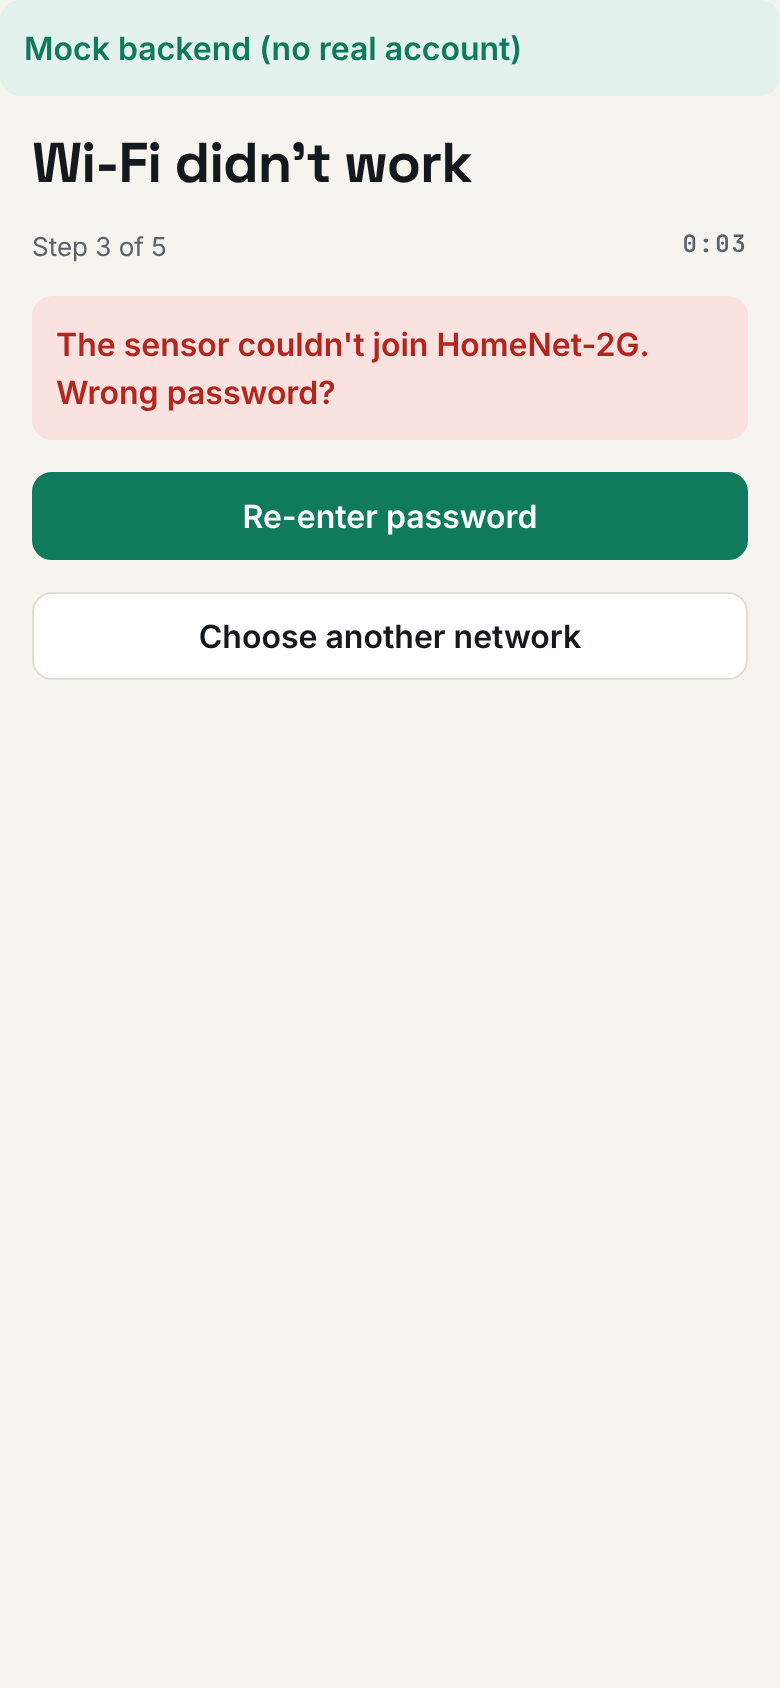 Mock backend (no real account)
Wi-Fi didn’t work
Step 3 of 5
0:03
The sensor couldn't join HomeNet-2G.
Wrong password?
Re-enter password
Choose another network